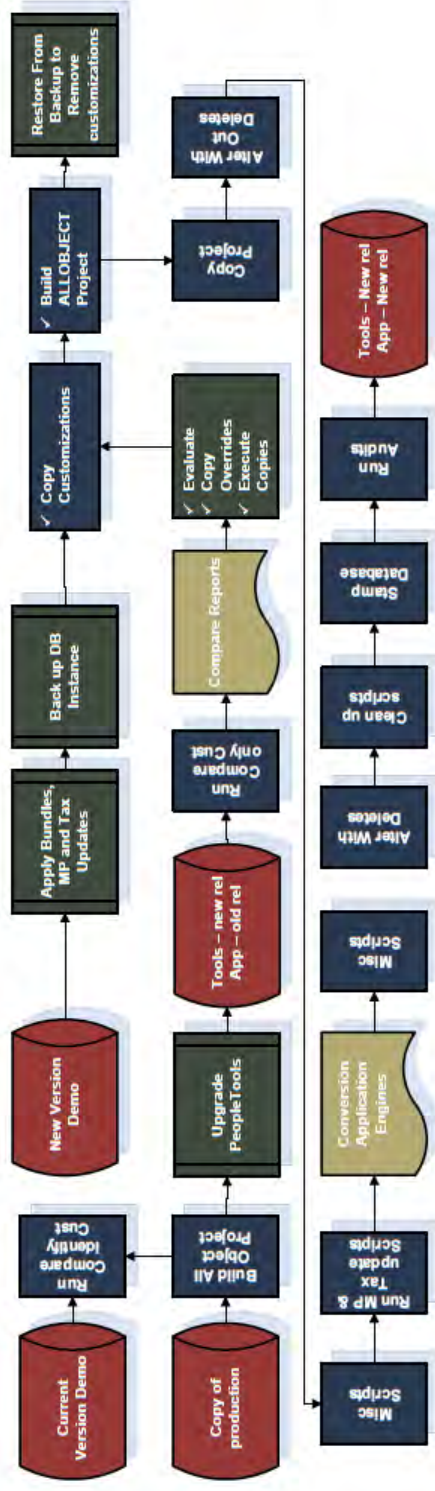 Current
Version Demo
Run
Compare
Identify
Cust
New Version
Demo
Apply Bundles,
MP and Tax
Updates
Back up DB
Instance
✓ Copy
Customizations
✓ Build
ALLOBJECT
Project
Restore From
Backup to
Remove
customizations
Copy of
production
Build All
Object
Project
Upgrade
PeopleTools
Tools – new rel
App – old rel
Run
Compare
only Cust
Compare Reports
✓ Evaluate
✓ Copy
Overrides
✓ Execute
Copies
Copy
Project
Alter With
Out
Deletes
Misc
Scripts
Run MP &
Tax
update
Scripts
Conversion
Application
Engines
Misc
Scripts
Alter With
Deletes
Clean up
scripts
Stamp
Database
Run
Audits
Tools – New rel
App – New rel